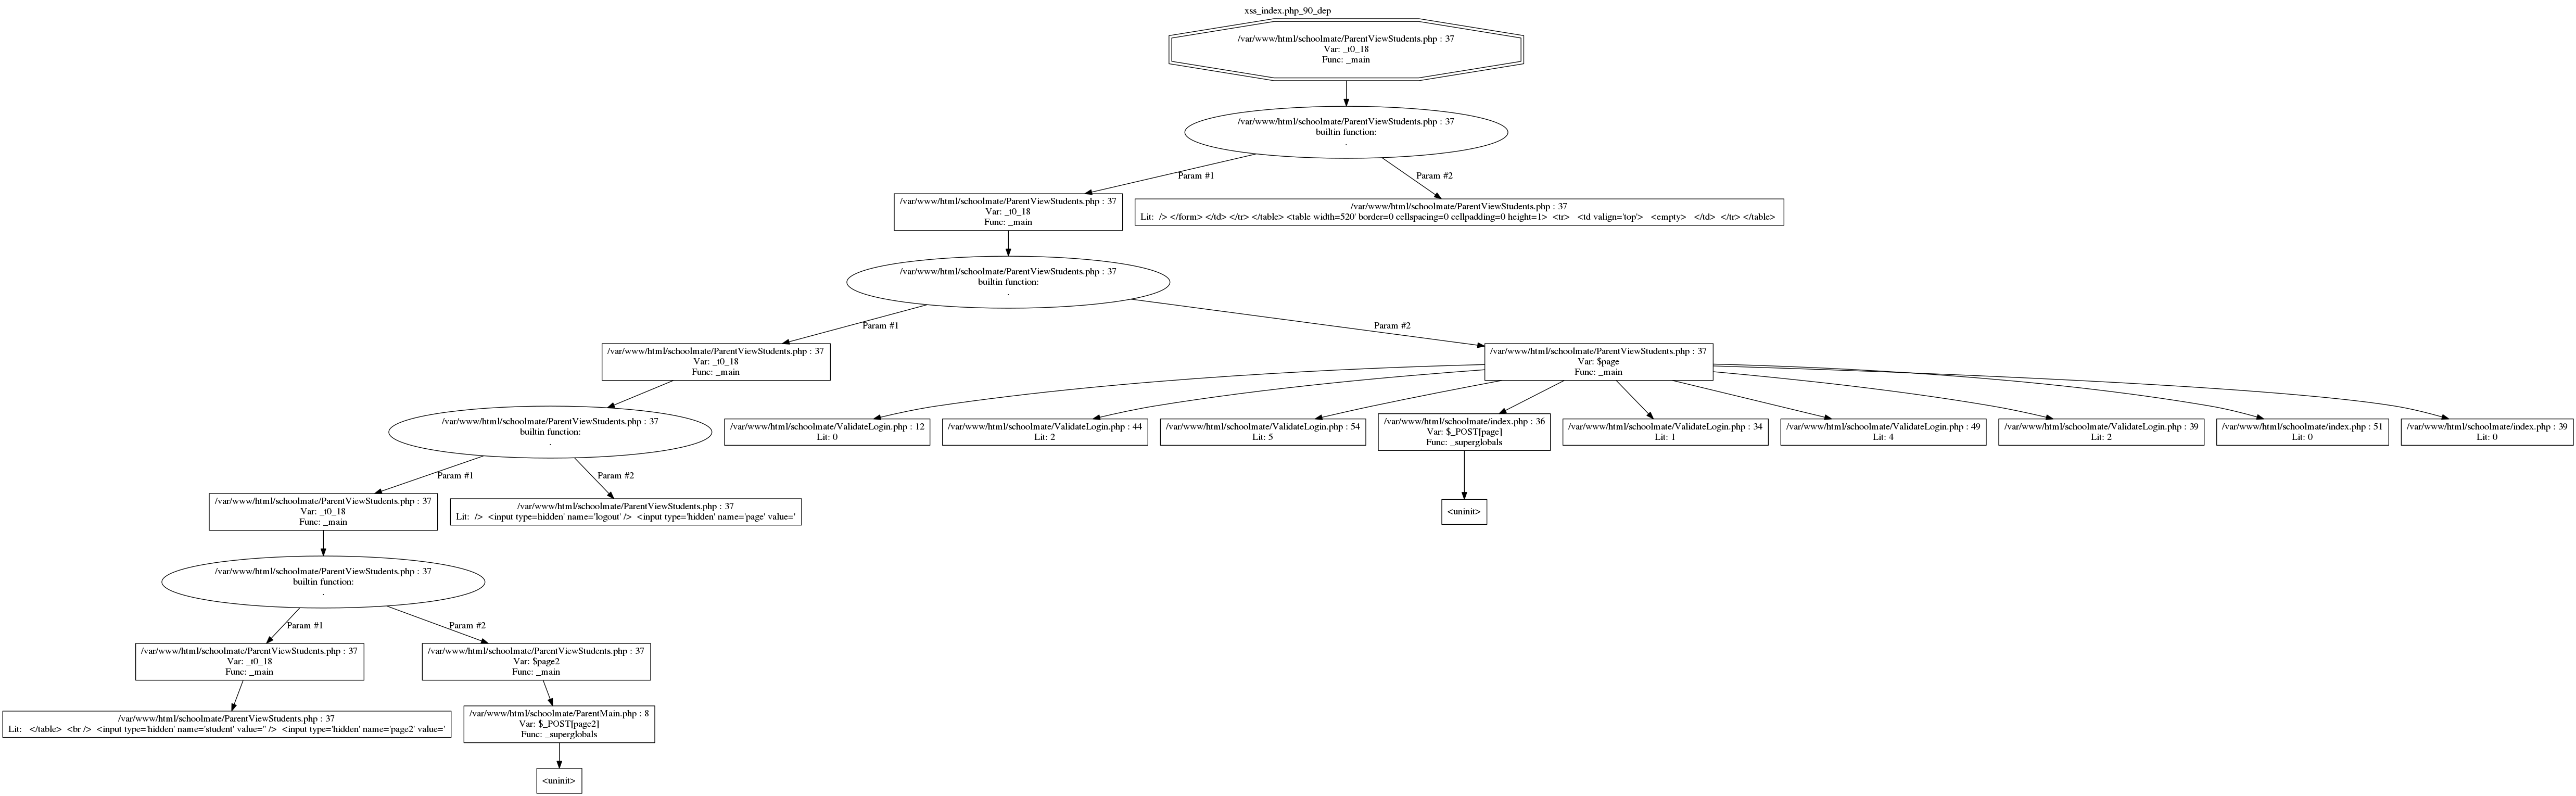 xss_index.php_90_dep
/var/www/html/schoolmate/ParentViewStudents.php : 37
Var: _t0_18
Func: _main
/var/www/html/schoolmate/ParentViewStudents.php : 37
builtin function:
.
Param #1
Param #2
/var/www/html/schoolmate/ParentViewStudents.php : 37
Var: _t0_18
Func: _main
/var/www/html/schoolmate/ParentViewStudents.php : 37
Lit:  /> </form> </td> </tr> </table> <table width=520' border=0 cellspacing=0 cellpadding=0 height=1>  <tr>   <td valign='top'>   <empty>   </td>  </tr> </table>
/var/www/html/schoolmate/ParentViewStudents.php : 37
builtin function:
.
Param #1
Param #2
/var/www/html/schoolmate/ParentViewStudents.php : 37
Var: _t0_18
Func: _main
/var/www/html/schoolmate/ParentViewStudents.php : 37
Var: $page
Func: _main
/var/www/html/schoolmate/ParentViewStudents.php : 37
builtin function:
.
/var/www/html/schoolmate/ValidateLogin.php : 12
Lit: 0
/var/www/html/schoolmate/ValidateLogin.php : 44
Lit: 2
/var/www/html/schoolmate/ValidateLogin.php : 54
Lit: 5
/var/www/html/schoolmate/index.php : 36
Var: $_POST[page]
Func: _superglobals
/var/www/html/schoolmate/ValidateLogin.php : 34
Lit: 1
/var/www/html/schoolmate/ValidateLogin.php : 49
Lit: 4
/var/www/html/schoolmate/ValidateLogin.php : 39
Lit: 2
/var/www/html/schoolmate/index.php : 51
Lit: 0
/var/www/html/schoolmate/index.php : 39
Lit: 0
Param #1
Param #2
/var/www/html/schoolmate/ParentViewStudents.php : 37
Var: _t0_18
Func: _main
/var/www/html/schoolmate/ParentViewStudents.php : 37
Lit:  />  <input type=hidden' name='logout' />  <input type='hidden' name='page' value='
<uninit>
/var/www/html/schoolmate/ParentViewStudents.php : 37
builtin function:
.
Param #1
Param #2
/var/www/html/schoolmate/ParentViewStudents.php : 37
Var: _t0_18
Func: _main
/var/www/html/schoolmate/ParentViewStudents.php : 37
Var: $page2
Func: _main
/var/www/html/schoolmate/ParentViewStudents.php : 37
Lit:   </table>  <br />  <input type='hidden' name='student' value='' />  <input type='hidden' name='page2' value='
/var/www/html/schoolmate/ParentMain.php : 8
Var: $_POST[page2]
Func: _superglobals
<uninit>